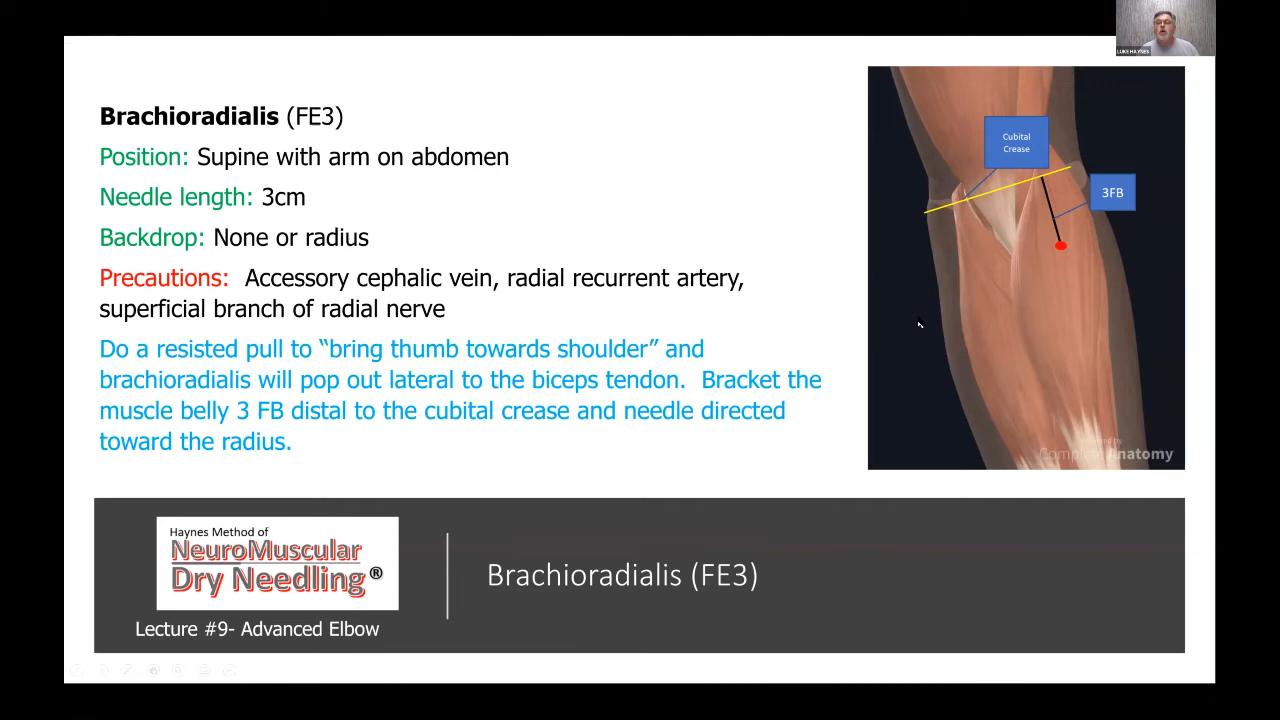 LUKE HAYNES
Brachioradialis (FE3)
Position: Supine with arm on abdomen
Needle length: 3cm
Backdrop: None or radius
Precautions: Accessory cephalic vein, radial recurrent artery,
superficial branch of radial nerve
Do a resisted pull to “bring thumb towards shoulder” and
brachioradialis will pop out lateral to the biceps tendon. Bracket the
muscle belly 3 FB distal to the cubital crease and needle directed
toward the radius.
Cubital
Crease
3FB
Anatomy
Haynes Method of
NeuroMuscular
Dry Needling®
Lecture #9- Advanced Elbow
Brachioradialis (FE3)